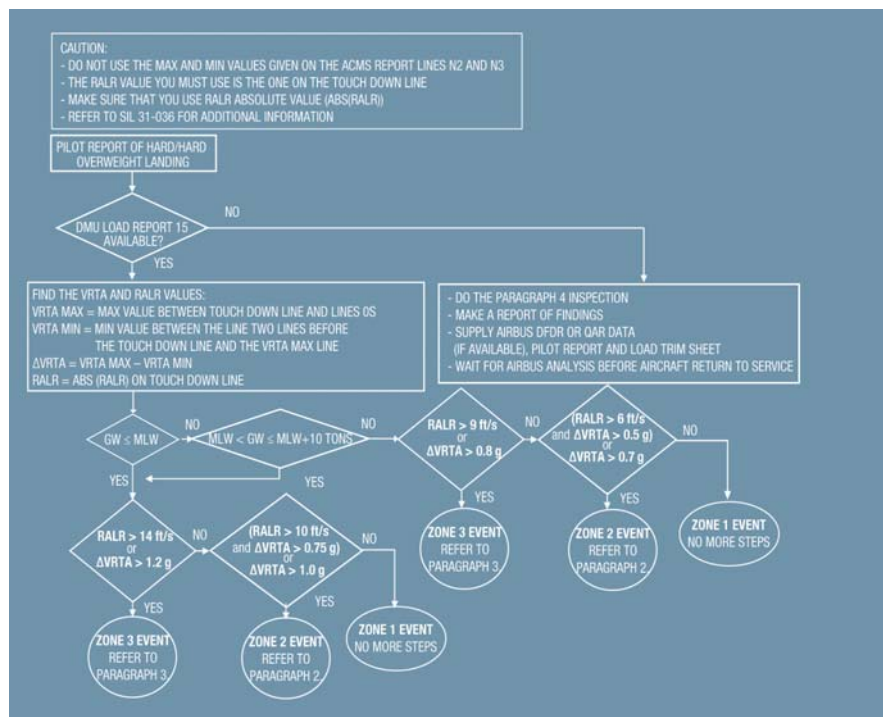 CAUTION:
- DO NOT USE THE MAX AND MIN VALUES GIVEN ON THE ACMS REPORT LINES N2 AND N3
- THE RALR VALUE YOU MUST USE IS THE ONE ON THE TOUCH DOWN LINE
- MAKE SURE THAT YOU USE RALR ABSOLUTE VALUE (ABS(RALR))
- REFER TO SIL 31-036 FOR ADDITIONAL INFORMATION
PILOT REPORT OF HARD/HARD
OVERWEIGHT LANDING
DMU LOAD REPORT 15
AVAILABLE?
NO
YES
FIND THE VRTA AND RALR VALUES:
VRTA MAX = MAX VALUE BETWEEN TOUCH DOWN LINE AND LINES 0S
VRTA MIN = MIN VALUE BETWEEN THE LINE TWO LINES BEFORE
THE TOUCH DOWN LINE AND THE VRTA MAX LINE
ΔVRTA = VRTA MAX – VRTA MIN
RALR = ABS (RALR) ON TOUCH DOWN LINE
- DO THE PARAGRAPH 4 INSPECTION
- MAKE A REPORT OF FINDINGS
- SUPPLY AIRBUS DFDR OR QAR DATA
(IF AVAILABLE), PILOT REPORT AND LOAD TRIM SHEET
- WAIT FOR AIRBUS ANALYSIS BEFORE AIRCRAFT RETURN TO SERVICE
GW ≤ MLW
NO
MLW < GW ≤ MLW+10 TONS
NO
RALR > 9 ft/s
or
ΔVRTA > 0.8 g
NO
(RALR > 6 ft/s
and ΔVRTA > 0.5 g)
or
ΔVRTA > 0.7 g
NO
YES
YES
YES
YES
ZONE 3 EVENT
REFER TO
PARAGRAPH 3.
ZONE 2 EVENT
REFER TO
PARAGRAPH 2.
ZONE 1 EVENT
NO MORE STEPS
RALR > 14 ft/s
or
ΔVRTA > 1.2 g
NO
(RALR > 10 ft/s
and ΔVRTA > 0.75 g)
or
ΔVRTA > 1.0 g
NO
YES
YES
ZONE 3 EVENT
REFER TO
PARAGRAPH 3.
ZONE 2 EVENT
REFER TO
PARAGRAPH 2.
ZONE 1 EVENT
NO MORE STEPS